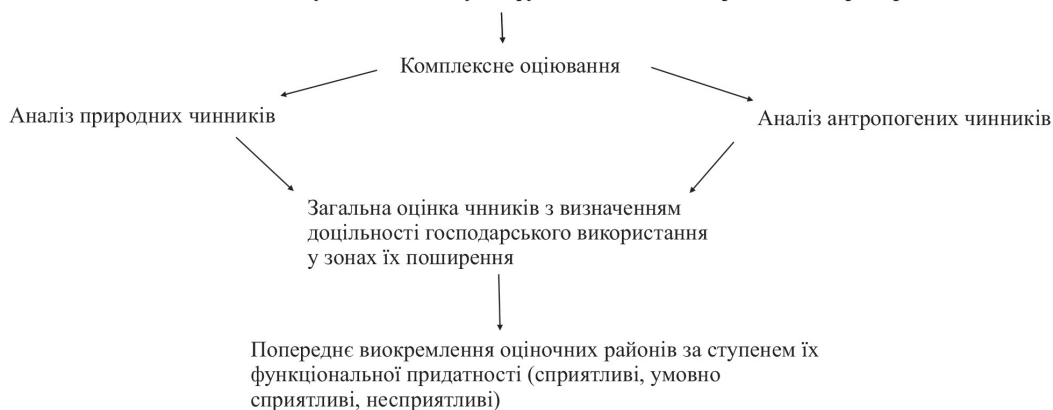 Комплексне оціювання
Аналіз природних чинників
Аналіз антропогених чинників
Загальна оцінка чнників з визначенням
доцільності господарського використання
у зонах їх поширення
Попереднє виокремлення оціночних районів за ступенем їх
функціональної придатності (сприятливі, умовно
сприятливі, несприятливі)